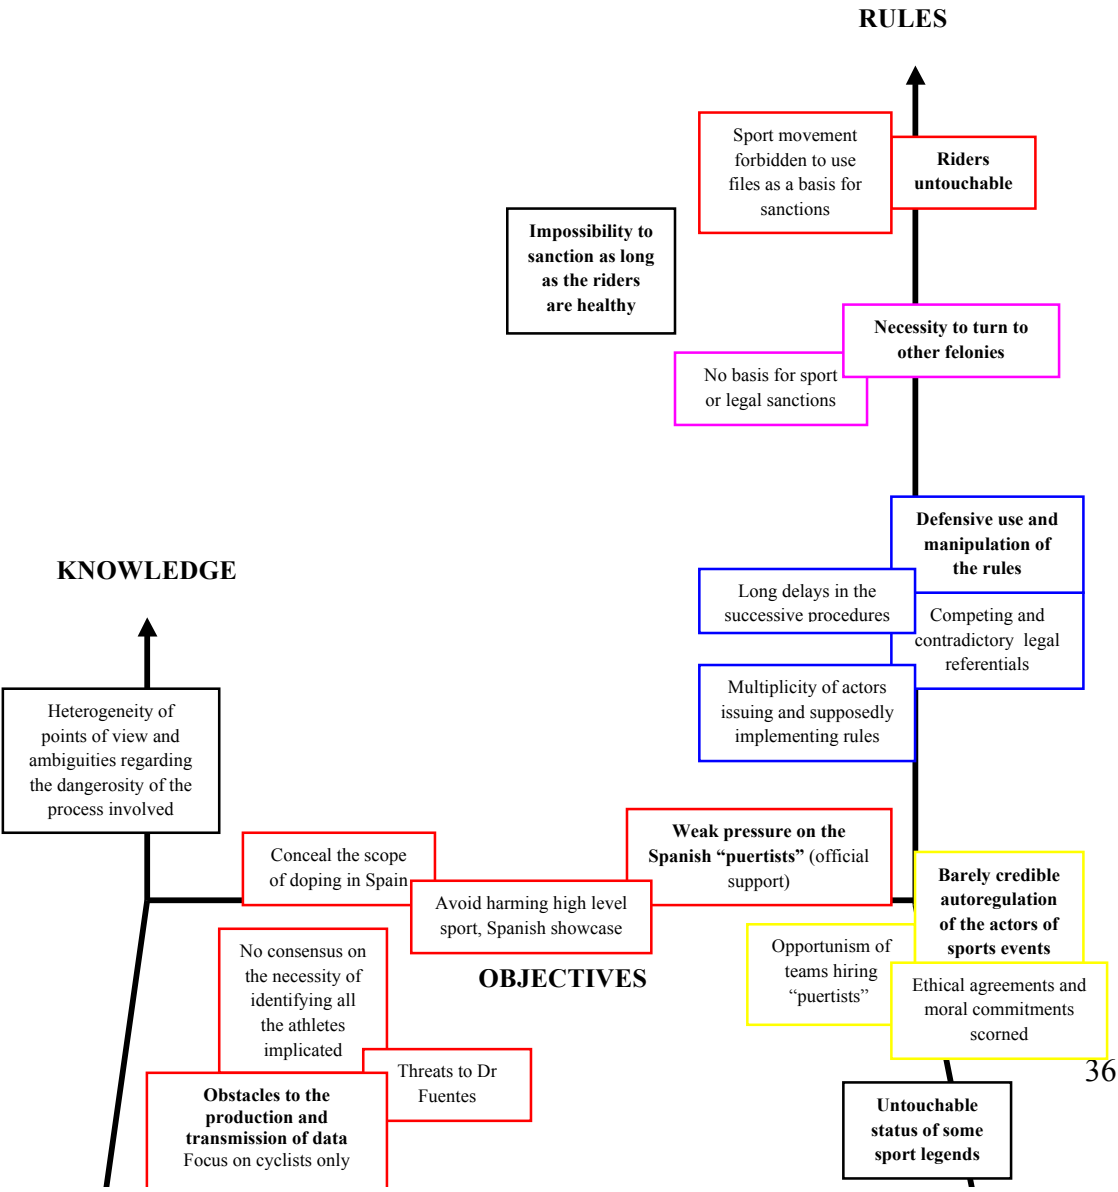 RULES
Sport movement
forbidden to use
files as a basis for
sanctions
Riders
untouchable
Impossibility to
sanction as long
as the riders
are healthy
Necessity to turn to
other felonies
No basis for sport
or legal sanctions
Defensive use and
manipulation of
the rules
KNOWLEDGE
Long delays in the
successive procedures
Competing and
contradictory legal
referentials
Multiplicity of actors
issuing and supposedly
implementing rules
Heterogeneity of
points of view and
ambiguities regarding
the dangerosity of the
process involved
Weak pressure on the
Spanish “puertists” (official
support)
Conceal the scope
of doping in Spain
Avoid harming high level
sport, Spanish showcase
Barely credible
autoregulation
of the actors of
sports events
OBJECTIVES
No consensus on
the necessity of
identifying all
the athletes
implicated
Opportunism of
teams hiring
“puertists”
Ethical agreements and
moral commitments
scorned
Threats to Dr
Fuentes
36
Obstacles to the
production and
transmission of data
Focus on cyclists only
Untouchable
status of some
sport legends